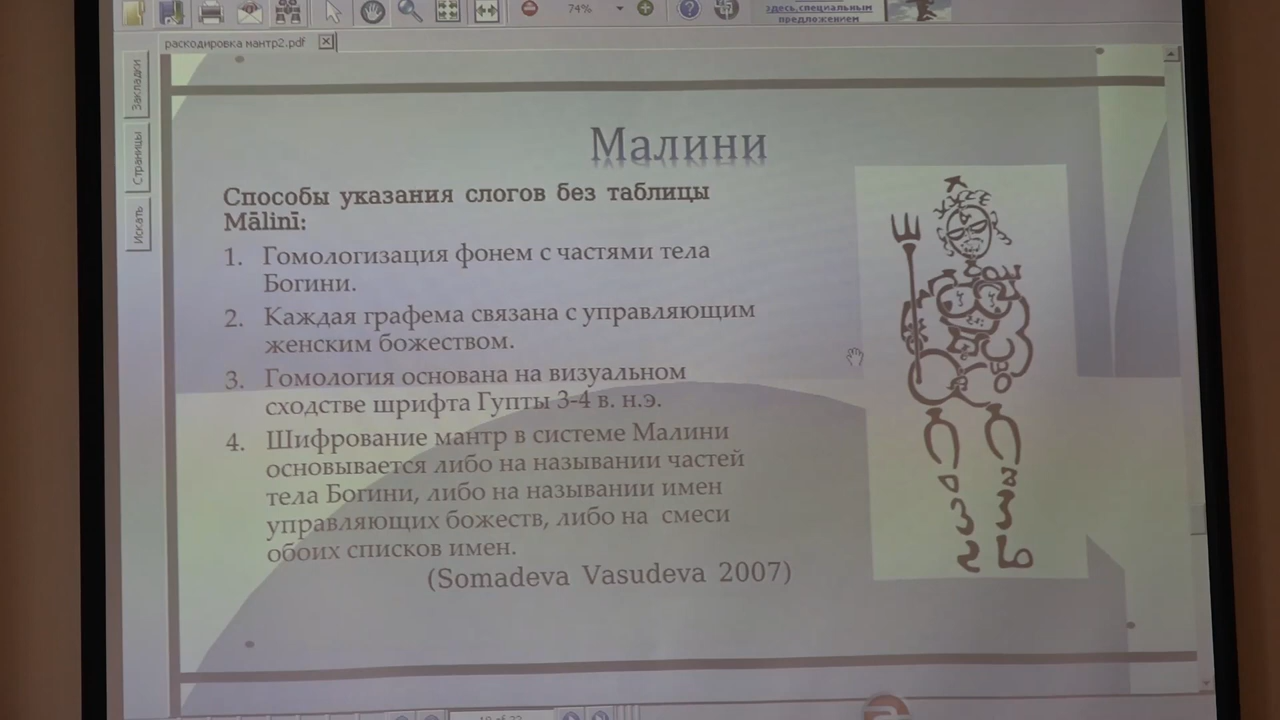 74%
здесь,специальным
предложением
раскодировка мантр2.pdf
Закладки
Страницы
Искать
Малини
Способы указания слогов без таблицы
Mālinī:
1. Гомологизация фонем с частями тела
Богини.
2. Каждая графема связана с управляющим
женским божеством.
3. Гомология основана на визуальном
сходстве шрифта Гупты 3-4 в. н.э.
4. Шифрование мантр в системе Малини
основывается либо на назывании частей
тела Богини, либо на назывании имен
управляющих божеств, либо на смеси
обоих списков имен.
(Somadeva Vasudeva 2007)